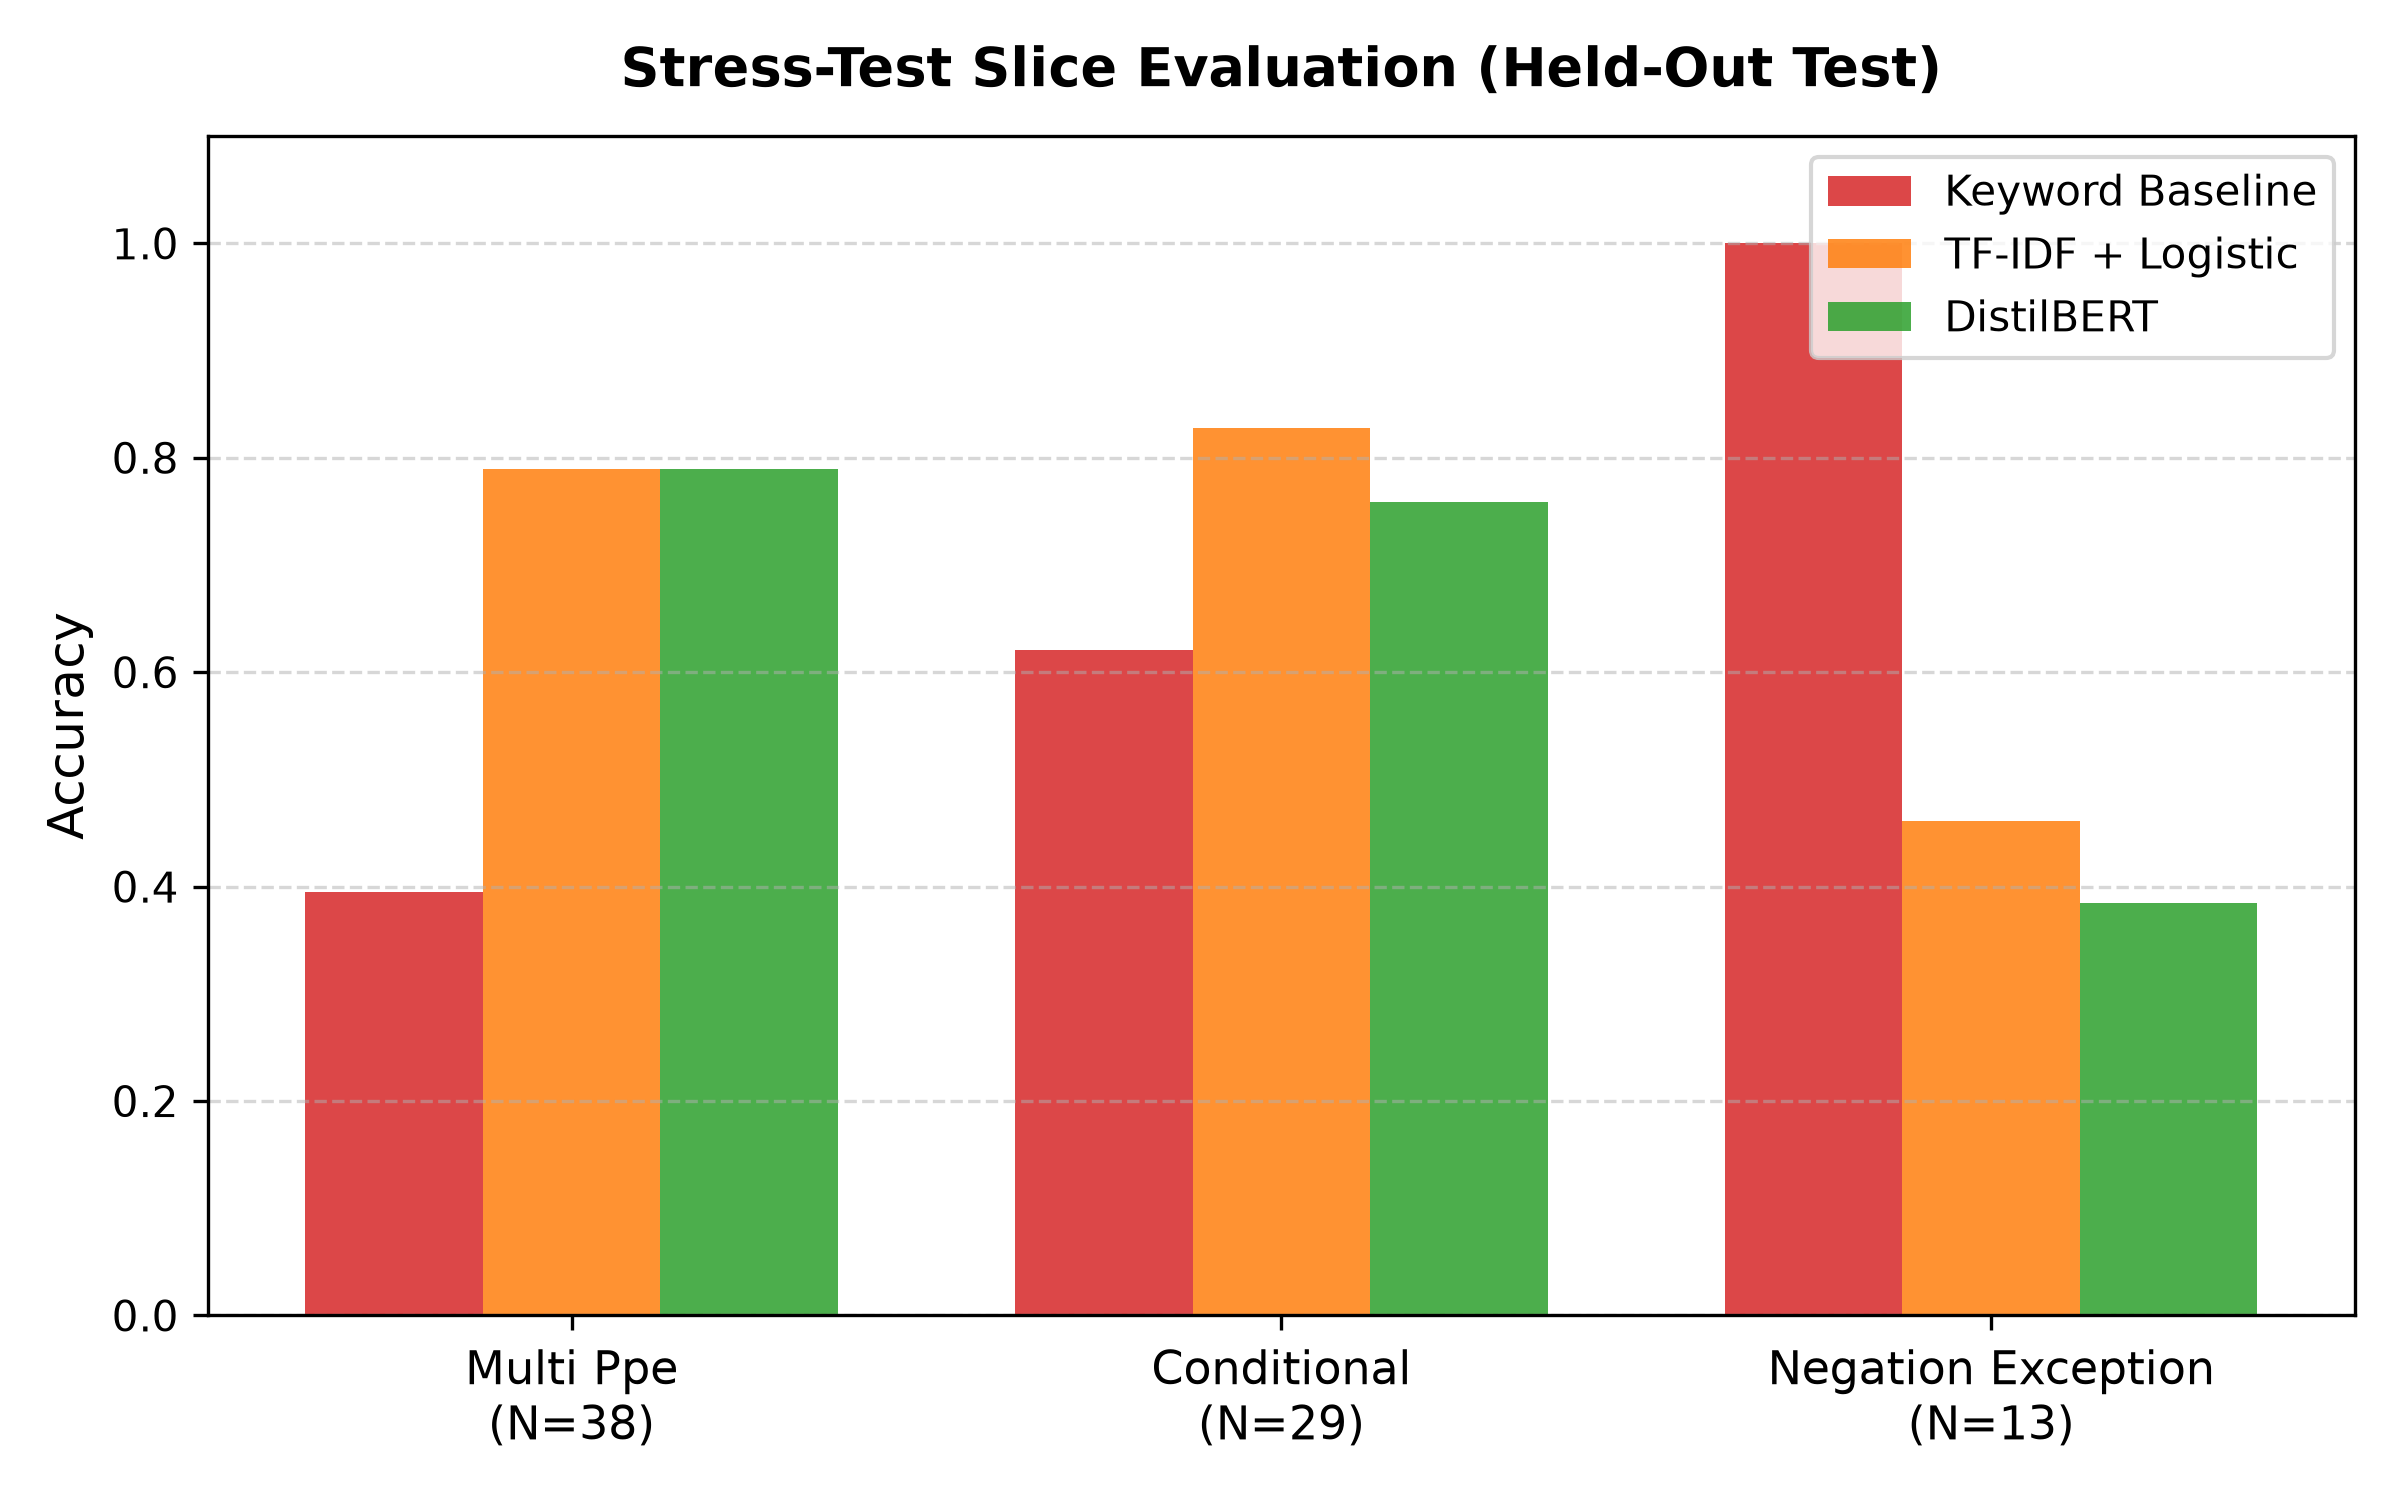 Stress-Test Slice Evaluation (Held-Out Test)
Keyword Baseline
TF-IDF + Logistic
DistilBERT
Accuracy
1.0
0.8
0.6
0.4
0.2
0.0
Multi Ppe
(N=38)
Conditional
(N=29)
Negation Exception
(N=13)